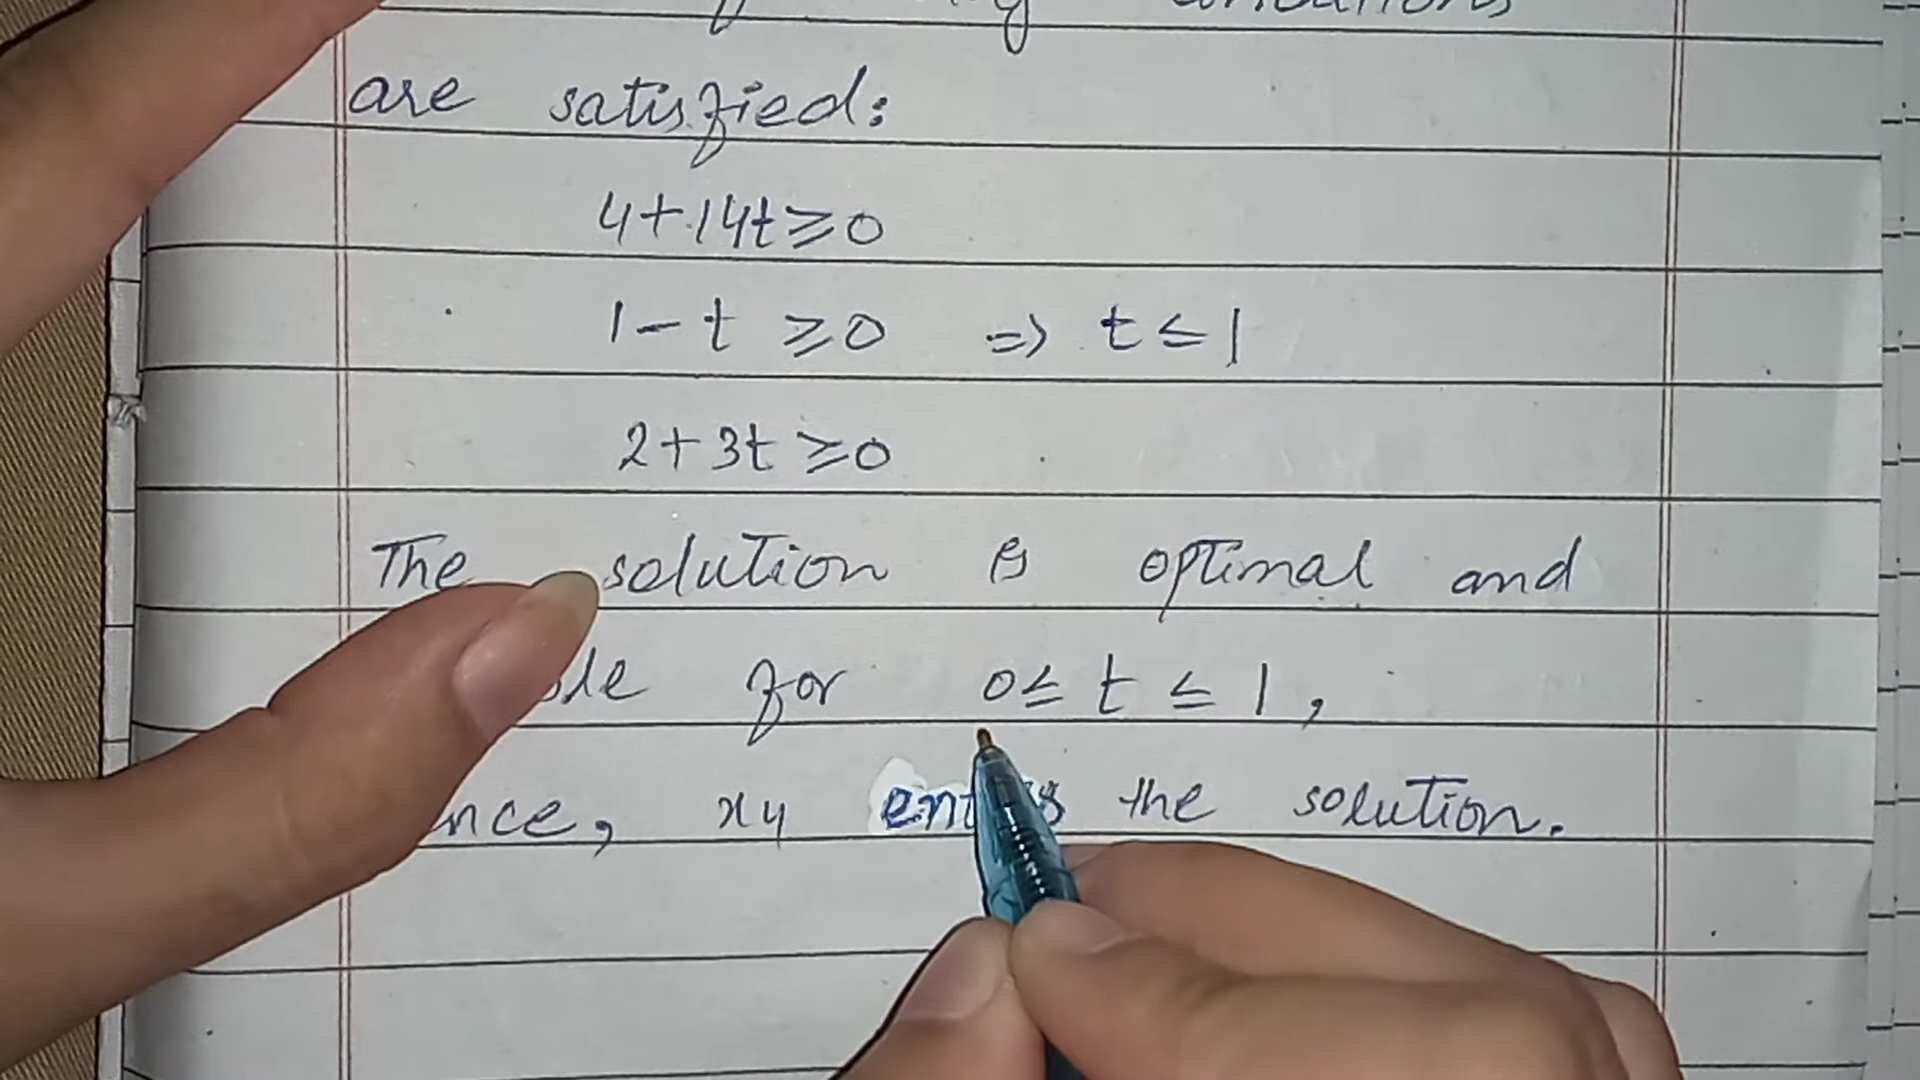 are satisfied:
4+14t≥0
1-t ≥0 => t≤1
2+3t ≥0
The solution is optimal and
for 0≤ t ≤ 1,
x4 the solution.